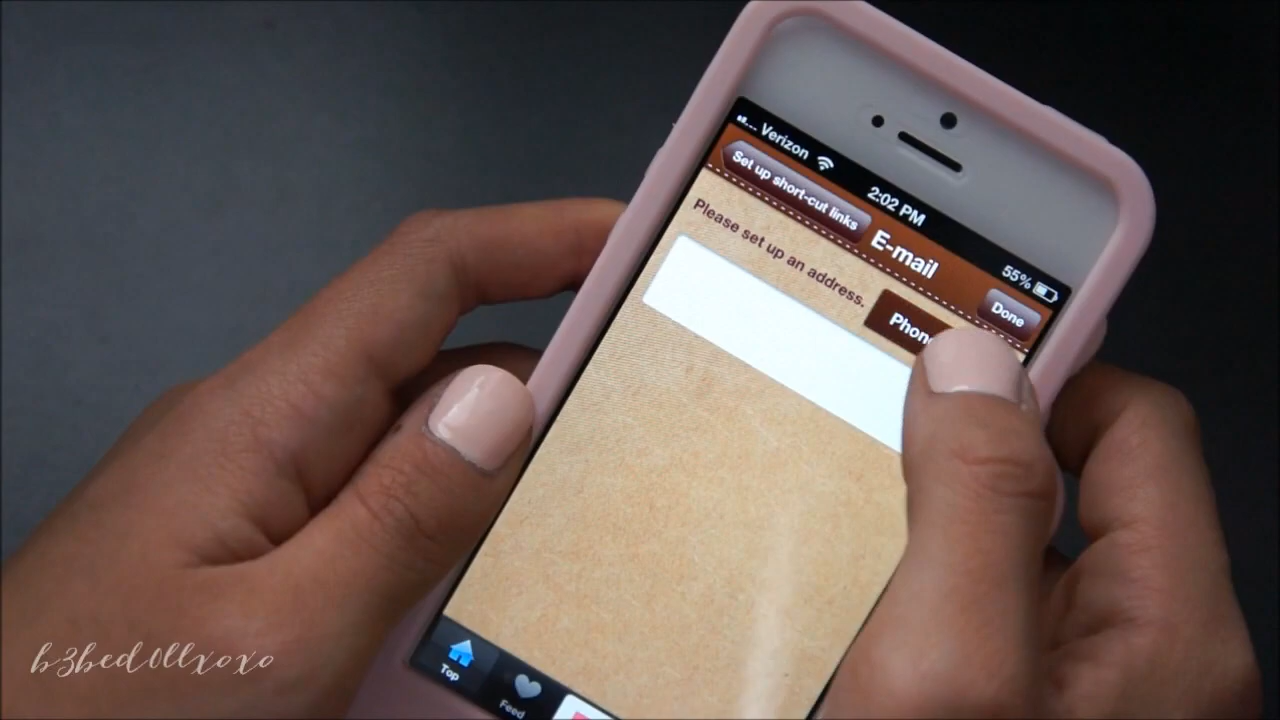 Verizon
2:02 PM
55%
Set up short-cut links
E-mail
Done
Please set up an address.
Top
Feed
b3bed0llxoxo